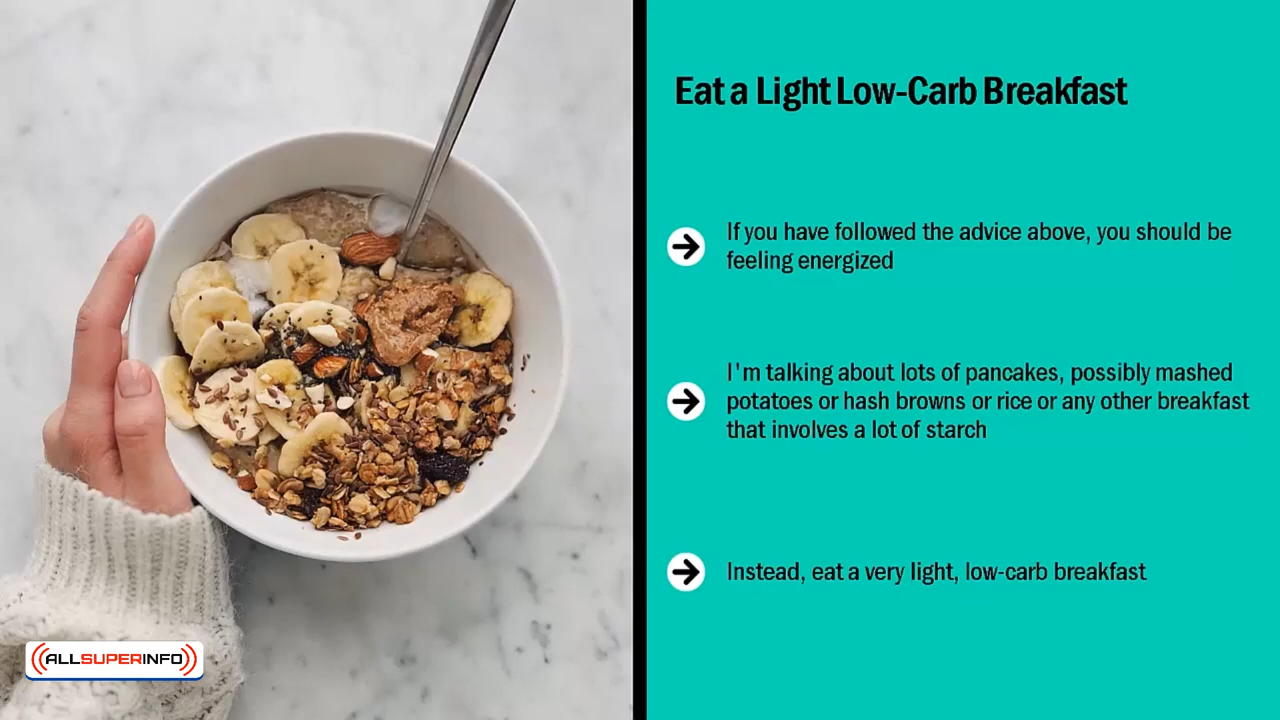 Eat a Light Low-Carb Breakfast
If you have followed the advice above, you should be
feeling energized
I'm talking about lots of pancakes, possibly mashed
potatoes or hash browns or rice or any other breakfast
that involves a lot of starch
Instead, eat a very light, low-carb breakfast
ALLSUPERINFO